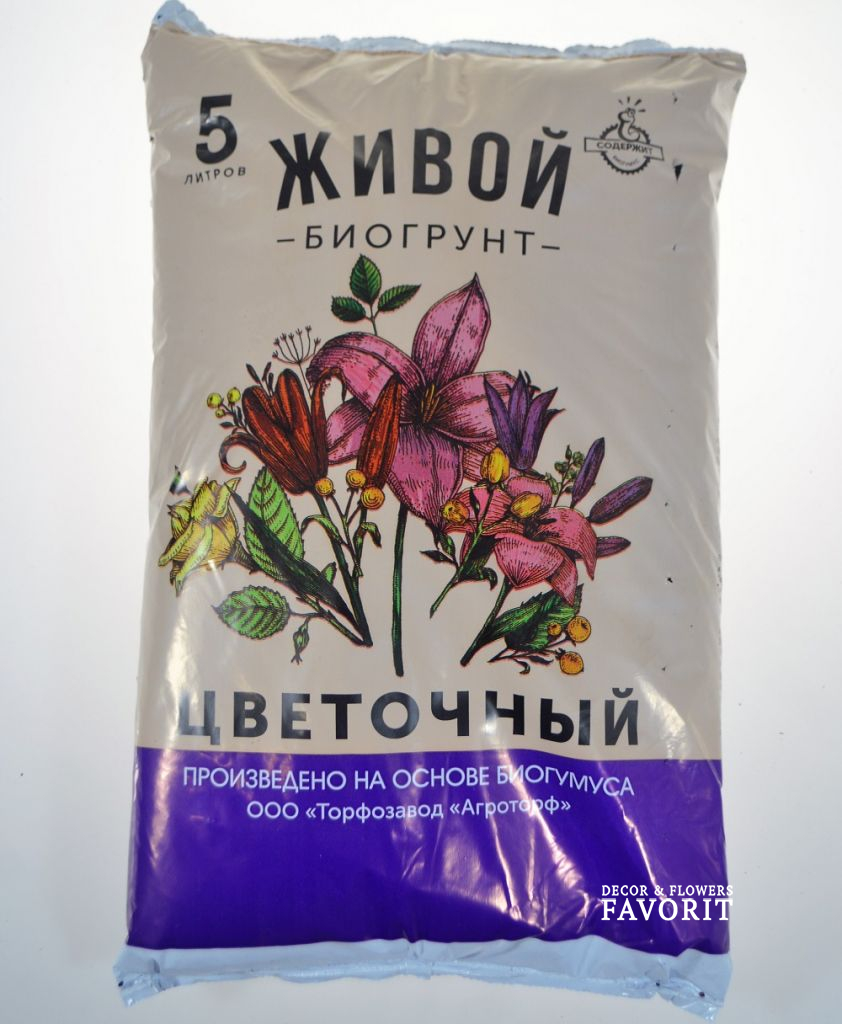 5
ЛИТРОВ
ЖИВОЙ
–БИОГРУНТ–
СОДЕРЖИТ
ЦВЕТОЧНЫЙ
ПРОИЗВЕДЕНО НА ОСНОВЕ БИОГУМУСА
ООО «Торфозавод «Агроторф»
DECOR & FLOWERS
FAVORIT